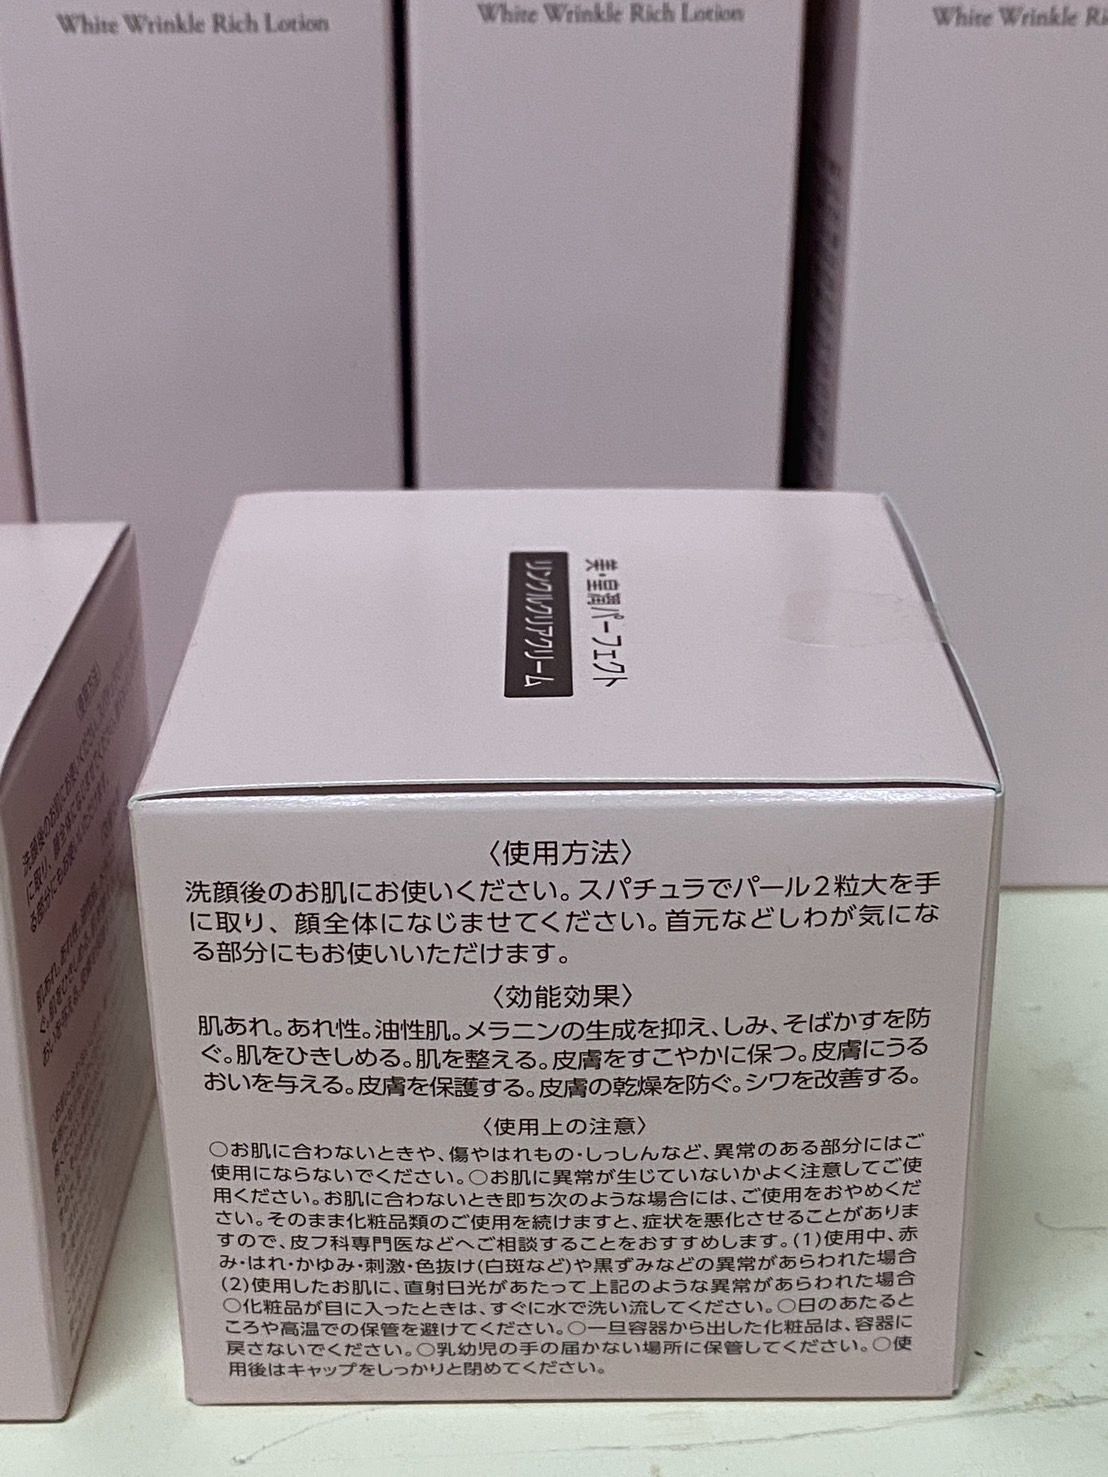 White Wrinkle Rich Lotion
White Wrinkle Rich Lotion
White Wrinkle
美・皇潤パーフェクト
リンクルクリアクリーム
〈使用方法〉
洗顔後のお肌にお使いください。スパチュラでパール2粒大を手
に取り、顔全体になじませてください。首元などしわが気にな
る部分にもお使いいただけます。
〈効能効果〉
肌あれ。あれ性。油性肌。メラニンの生成を抑え、しみ、そばかすを防
ぐ。肌をひきしめる。肌を整える。皮膚をすこやかに保つ。皮膚にうる
おいを与える。皮膚を保護する。皮膚の乾燥を防ぐ。シワを改善する。
〈使用上の注意〉
○お肌に合わないときや、傷やはれもの・しっしんなど、異常のある部分にはご
使用にならないでください。○お肌に異常が生じていないかよく注意してご使
用ください。お肌に合わないとき即ち次のような場合には、ご使用をおやめくだ
さい。そのまま化粧品類のご使用を続けますと、症状を悪化させることがありま
すので、皮フ科専門医などへご相談することをおすすめします。(1)使用中、赤
み・はれ・かゆみ・刺激・色抜け(白斑など)や黒ずみなどの異常があらわれた場合
(2)使用したお肌に、直射日光があたって上記のような異常があらわれた場合
○化粧品が目に入ったときは、すぐに水で洗い流してください。○日のあたると
ころや高温での保管を避けてください。○一旦容器から出した化粧品は、容器に
戻さないでください。○乳幼児の手の届かない場所に保管してください。○使
用後はキャップをしっかりと閉めてください。